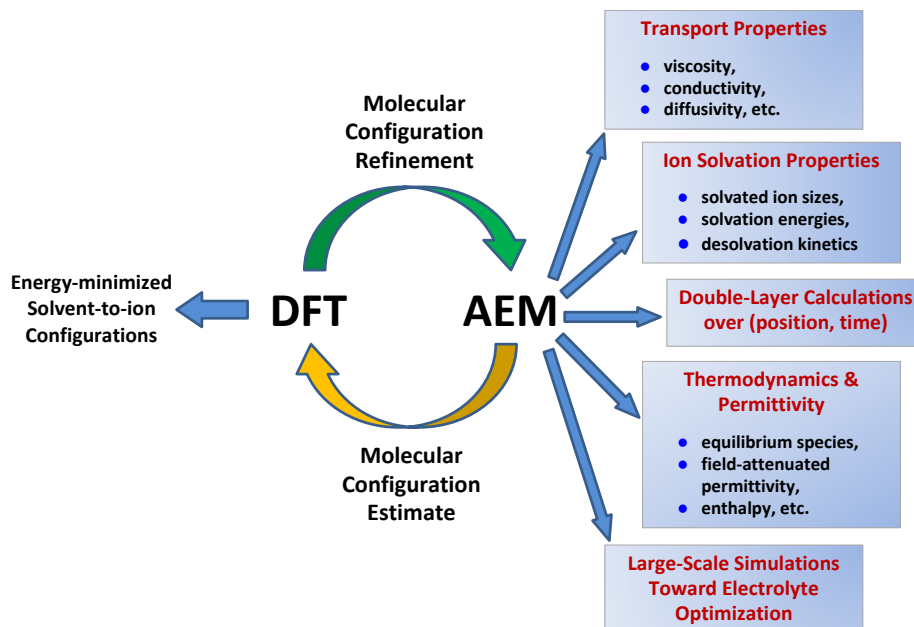 Transport Properties
viscosity,
conductivity,
diffusivity, etc.
Molecular
Configuration
Refinement
Ion Solvation Properties
solvated ion sizes,
solvation energies,
desolvation kinetics
Energy-minimized
Solvent-to-ion
Configurations
DFT
AEM
Double-Layer Calculations
over (position, time)
Thermodynamics &
Permittivity
equilibrium species,
field-attenuated
permittivity,
enthalpy, etc.
Molecular
Configuration
Estimate
Large-Scale Simulations
Toward Electrolyte
Optimization